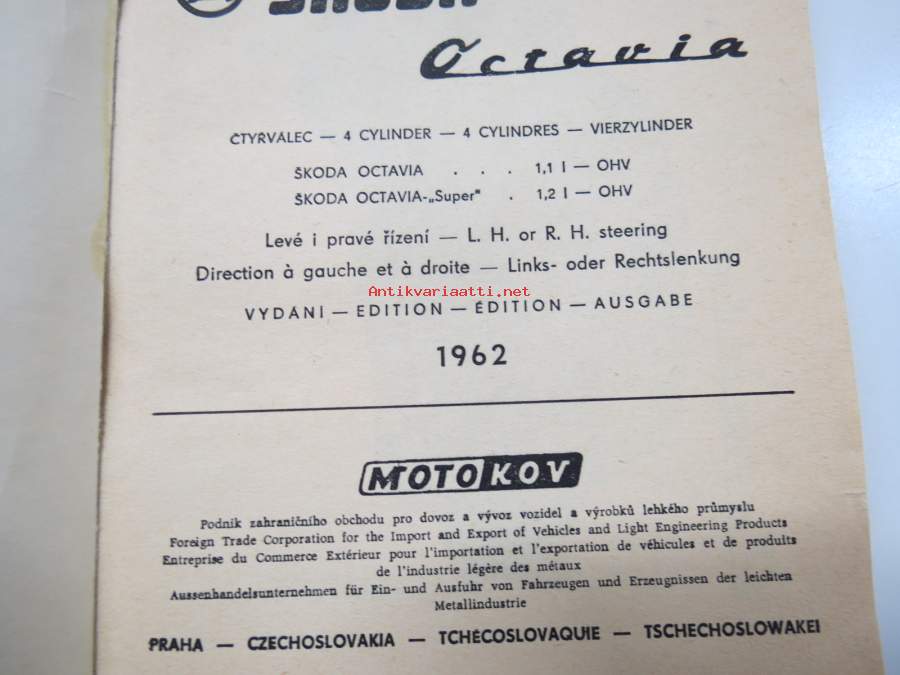 ŠKODA
Octavia
ČTYRVALEC — 4 CYLINDER — 4 CYLINDRES — VIERZYLINDER
ŠKODA OCTAVIA . . . 1,1 l — OHV
ŠKODA OCTAVIA-„Super" . 1,2 l — OHV
Levé i pravé řízení — L. H. or R. H. steering
Direction à gauche et à droite — Links- oder Rechtslenkung
Antikvariaatti.net
VYDÁNÍ — EDITION — ÉDITION — AUSGABE
1962
MOTOKOV
Podnik zahraničního obchodu pro dovoz a vývoz vozidel a výrobků lehkého průmyslu
Foreign Trade Corporation for the Import and Export of Vehicles and Light Engineering Products
Entreprise du Commerce Extérieur pour l'importation et l'exportation de véhicules et de produits
de l'industrie légère des métaux
Aussenhandelsunternehmen für Ein- und Ausfuhr von Fahrzeugen und Erzeugnissen der leichten
Metallindustrie
PRAHA — CZECHOSLOVAKIA — TCHÉCOSLOVAQUIE — TSCHECHOSLOWAKEI